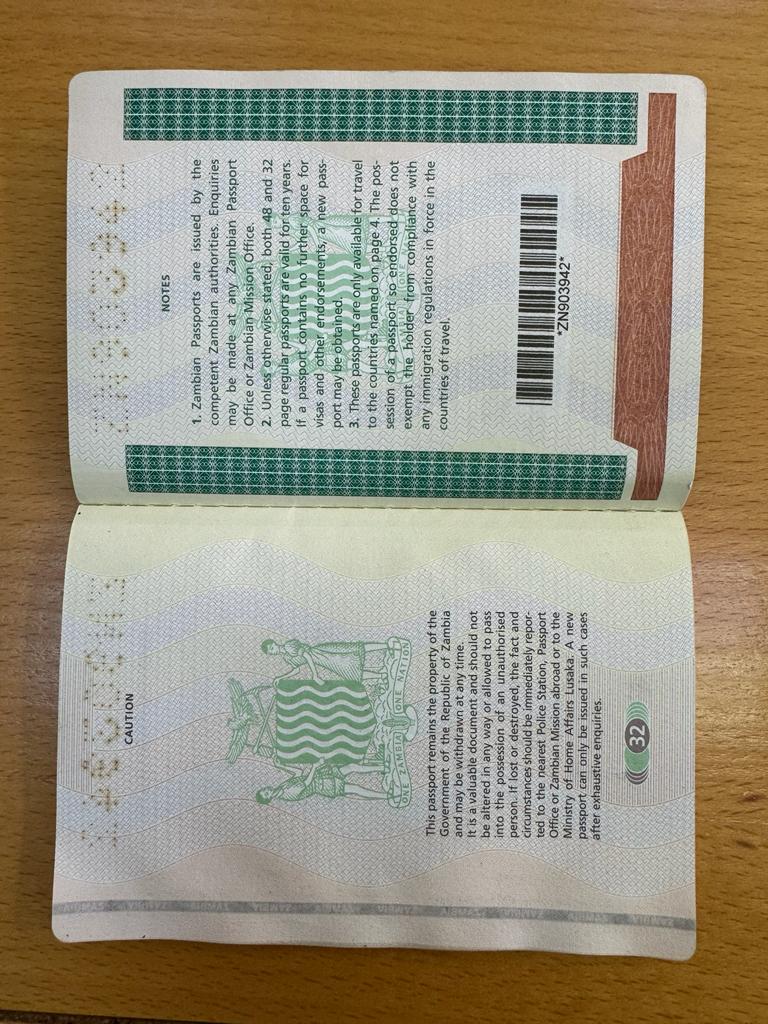 CAUTION
ONE ZAMBIA ONE NATION
This passport remains the property of the
Government of the Republic of Zambia
and may be withdrawn at any time.
It is a valuable document and should not
be altered in any way or allowed to pass
into the possession of an unauthorised
person. If lost or destroyed, the fact and
circumstances should be immediately repor-
ted to the nearest Police Station, Passport
Office or Zambian Mission abroad or to the
Ministry of Home Affairs Lusaka. A new
passport can only be issued in such cases
after exhaustive enquiries.
32
NOTES
1. Zambian Passports are issued by the
competent Zambian authorities. Enquiries
may be made at any Zambian Passport
Office or Zambian Mission Office.
2. Unless otherwise stated, both 48 and 32
page regular passports are valid for ten years.
If a passport contains no further space for
visas and other endorsements, a new pass-
port may be obtained.
3. These passports are only available for travel
to the countries named on page 4. The pos-
session of a passport so endorsed does not
exempt the holder from compliance with
any immigration regulations in force in the
countries of travel.
*ZN903942*